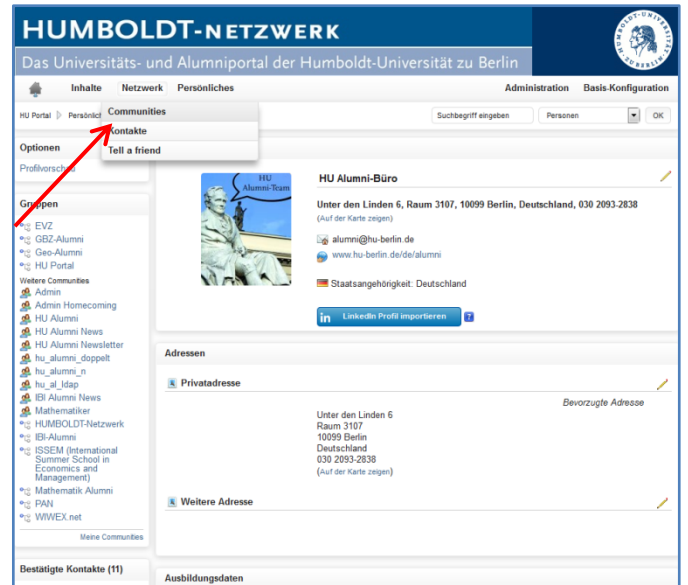 HUMBOLDT-NETZWERK
Das Universitäts- und Alumniportal der Humboldt-Universität zu Berlin
Inhalte Netzwerk Persönliches Administration Basis-Konfiguration
HU Portal Persönlic
Communities
Kontakte
Tell a friend
Suchbegriff eingeben Personen OK
Optionen
Profilvorschau
Gruppen
EVZ
GBZ-Alumni
Geo-Alumni
HU Portal
Weitere Communities
Admin
Admin Homecoming
HU Alumni
HU Alumni News
HU Alumni Newsletter
hu_alumni_doppelt
hu_alumni_n
hu_al_ldap
IBI Alumni News
Mathematiker
HUMBOLDT-Netzwerk
IBI-Alumni
ISSEM (International
Summer School in
Economics and
Management)
Mathematik Alumni
PAN
WIWEX.net
Meine Communities
Bestätigte Kontakte (11)
HU
Alumni-Team
HU Alumni-Büro
Unter den Linden 6, Raum 3107, 10099 Berlin, Deutschland, 030 2093-2838
(Auf der Karte zeigen)
alumni@hu-berlin.de
www.hu-berlin.de/de/alumni
Staatsangehörigkeit: Deutschland
in LinkedIn Profil importieren ?
Adressen
Privatadresse
Bevorzugte Adresse
Unter den Linden 6
Raum 3107
10099 Berlin
Deutschland
030 2093-2838
(Auf der Karte zeigen)
Weitere Adresse
Ausbildungsdaten